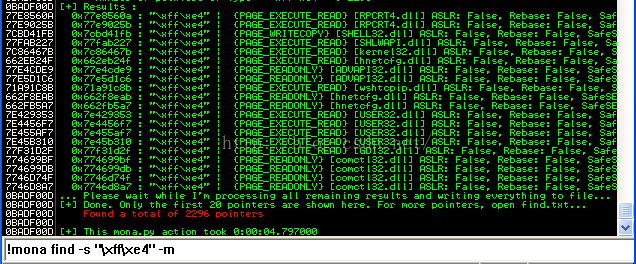 0BADF00D [+] Results :
77E8560A 0x77e8560a : "\xff\xe4" | {PAGE_EXECUTE_READ} [RPCRT4.dll] ASLR: False, Rebase: False, Safe
77E9025B 0x77e9025b : "\xff\xe4" | {PAGE_EXECUTE_READ} [RPCRT4.dll] ASLR: False, Rebase: False, Safe
7CBD41FB 0x7cbd41fb : "\xff\xe4" | {PAGE_WRITECOPY} [SHELL32.dll] ASLR: False, Rebase: False, Safe
77FAB227 0x77fab227 : "\xff\xe4" | {PAGE_EXECUTE_READ} [SHLWAPI.dll] ASLR: False, Rebase: False, Saf
7C86467B 0x7c86467b : "\xff\xe4" | {PAGE_EXECUTE_READ} [kernel32.dll] ASLR: False, Rebase: False, Sa
662EB24F 0x662eb24f : "\xff\xe4" | {PAGE_EXECUTE_READ} [hnetcfg.dll] ASLR: False, Rebase: False, Saf
77E4CDE9 0x77e4cde9 : "\xff\xe4" | {PAGE_READONLY} [ADVAPI32.dll] ASLR: False, Rebase: False, SafeSE
77E5D1C6 0x77e5d1c6 : "\xff\xe4" | {PAGE_READONLY} [ADVAPI32.dll] ASLR: False, Rebase: False, SafeSE
71A91C8B 0x71a91c8b : "\xff\xe4" | {PAGE_EXECUTE_READ} [wshtcpip.dll] ASLR: False, Rebase: False, Sa
662F8EAB 0x662f8eab : "\xff\xe4" | {PAGE_READONLY} [hnetcfg.dll] ASLR: False, Rebase: False, SafeSEH
662FB5A7 0x662fb5a7 : "\xff\xe4" | {PAGE_READONLY} [hnetcfg.dll] ASLR: False, Rebase: False, SafeSEH
7E429353 0x7e429353 : "\xff\xe4" | {PAGE_EXECUTE_READ} [USER32.dll] ASLR: False, Rebase: False, Safe
7E4456F7 0x7e4456f7 : "\xff\xe4" | {PAGE_EXECUTE_READ} [USER32.dll] ASLR: False, Rebase: False, Safe
7E455AF7 0x7e455af7 : "\xff\xe4" | {PAGE_EXECUTE_READ} [USER32.dll] ASLR: False, Rebase: False, Safe
7E45B310 0x7e45b310 : "\xff\xe4" | {PAGE_EXECUTE_READ} [USER32.dll] ASLR: False, Rebase: False, Safe
77F31D2F 0x77f31d2f : "\xff\xe4" | {PAGE_READONLY} [GDI32.dll] ASLR: False, Rebase: False, SafeSEH
774699BF 0x774699bf : "\xff\xe4" | {PAGE_READONLY} [comctl32.dll] ASLR: False, Rebase: False, SafeS
774699DB 0x774699db : "\xff\xe4" | {PAGE_READONLY} [comctl32.dll] ASLR: False, Rebase: False, SafeS
7746D74F 0x7746d74f : "\xff\xe4" | {PAGE_READONLY} [comctl32.dll] ASLR: False, Rebase: False, SafeS
7746D8A7 0x7746d8a7 : "\xff\xe4" | {PAGE_READONLY} [comctl32.dll] ASLR: False, Rebase: False, SafeS
0BADF00D ... Please wait while I'm processing all remaining results and writing everything to file...
0BADF00D [+] Done. Only the first 20 pointers are shown here. For more pointers, open find.txt...
0BADF00D Found a total of 2296 pointers
0BADF00D
0BADF00D [+] This mona.py action took 0:00:04.797000
!mona find -s "\xff\xe4" -m